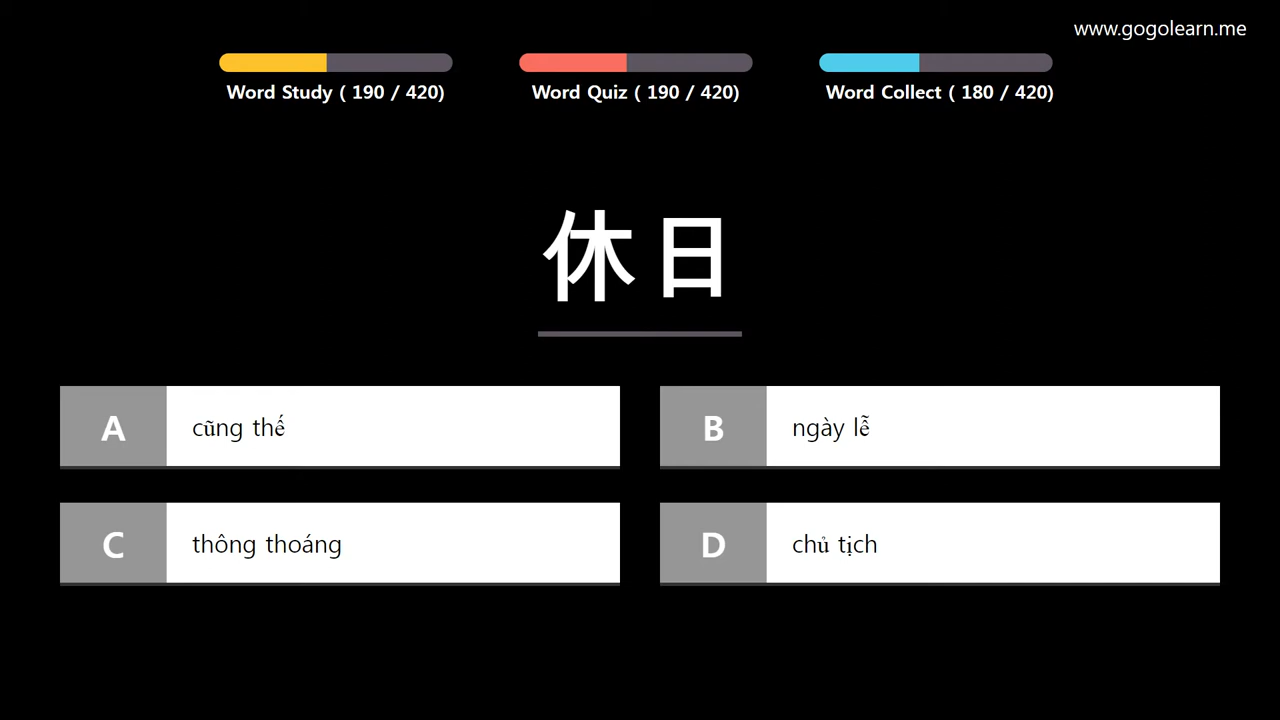 www.gogolearn.me
Word Study ( 190 / 420)
Word Quiz ( 190 / 420)
Word Collect ( 180 / 420)
休日
A cũng thế
B ngày lễ
C thông thoáng
D chủ tịch